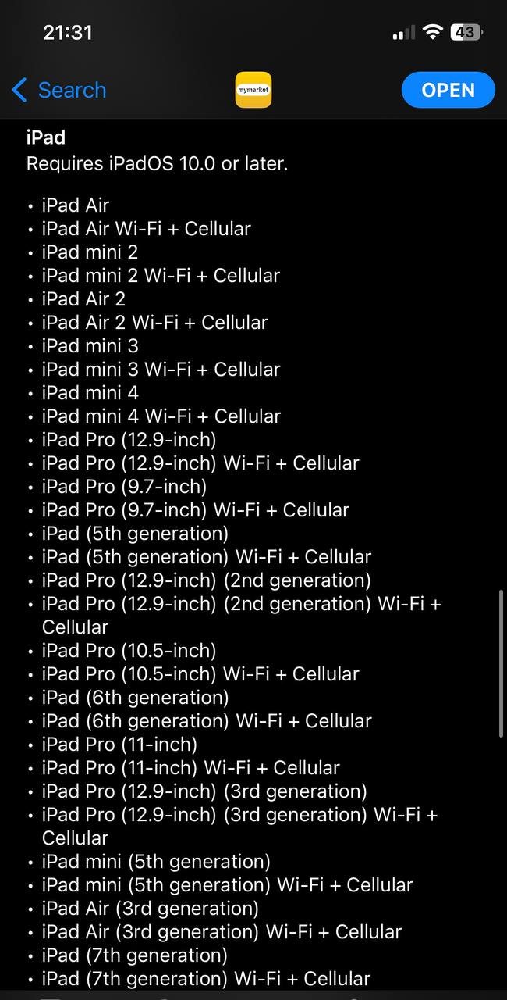 21:31
43
Search
mymarket
OPEN
iPad
Requires iPadOS 10.0 or later.
• iPad Air
• iPad Air Wi-Fi + Cellular
• iPad mini 2
• iPad mini 2 Wi-Fi + Cellular
• iPad Air 2
• iPad Air 2 Wi-Fi + Cellular
• iPad mini 3
• iPad mini 3 Wi-Fi + Cellular
• iPad mini 4
• iPad mini 4 Wi-Fi + Cellular
• iPad Pro (12.9-inch)
• iPad Pro (12.9-inch) Wi-Fi + Cellular
• iPad Pro (9.7-inch)
• iPad Pro (9.7-inch) Wi-Fi + Cellular
• iPad (5th generation)
• iPad (5th generation) Wi-Fi + Cellular
• iPad Pro (12.9-inch) (2nd generation)
• iPad Pro (12.9-inch) (2nd generation) Wi-Fi +
Cellular
• iPad Pro (10.5-inch)
• iPad Pro (10.5-inch) Wi-Fi + Cellular
• iPad (6th generation)
• iPad (6th generation) Wi-Fi + Cellular
• iPad Pro (11-inch)
• iPad Pro (11-inch) Wi-Fi + Cellular
• iPad Pro (12.9-inch) (3rd generation)
• iPad Pro (12.9-inch) (3rd generation) Wi-Fi +
Cellular
• iPad mini (5th generation)
• iPad mini (5th generation) Wi-Fi + Cellular
• iPad Air (3rd generation)
• iPad Air (3rd generation) Wi-Fi + Cellular
• iPad (7th generation)
• iPad (7th generation) Wi-Fi + Cellular